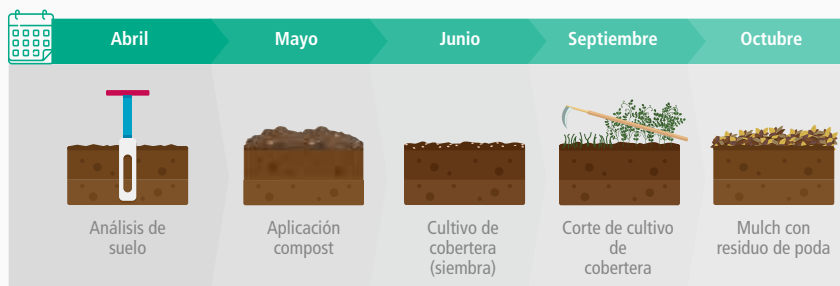 Abril
Mayo
Junio
Septiembre
Octubre
Análisis de
suelo
Aplicación
compost
Cultivo de
cobertera
(siembra)
Corte de cultivo
de
cobertera
Mulch con
residuo de poda